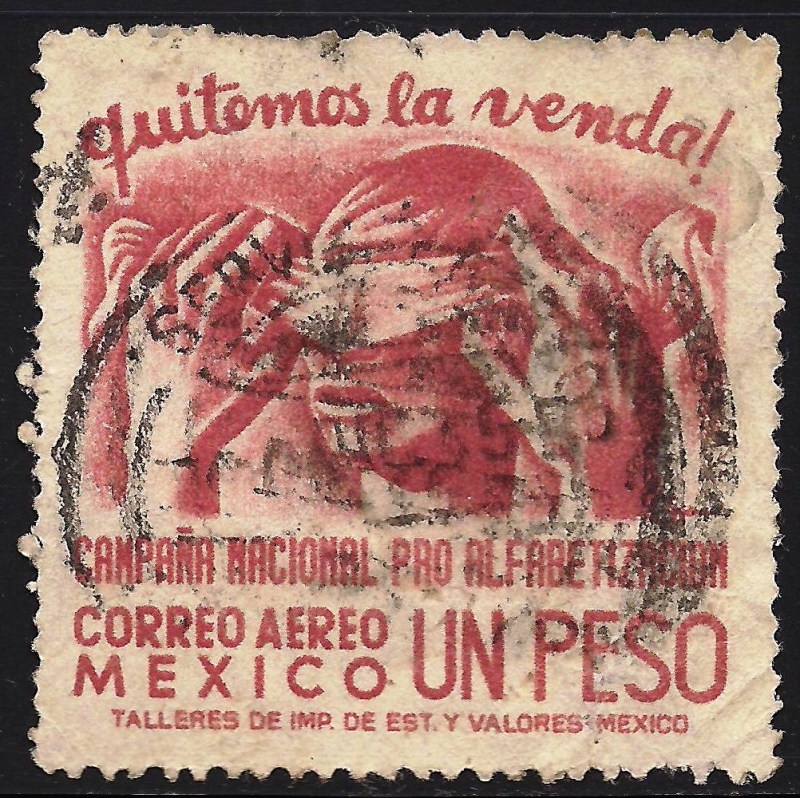 quitemos la venda!
CAMPAÑA NACIONAL PRO ALFABETIZACION
CORREO AEREO
MEXICO UN PESO
TALLERES DE IMP. DE EST. Y VALORES-MEXICO